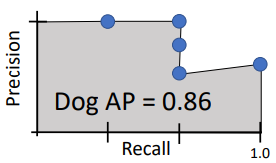 Precision
Dog AP = 0.86
Recall
1.0